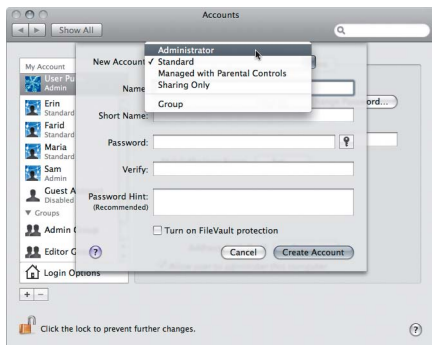 Accounts
Show All
My Account
User Pu
Admin
Erin
Standard
Farid
Standard
Maria
Standard
Sam
Admin
Guest A
Disabled
Groups
Admin
Editor G
Login Options
New Account
Administrator
✓ Standard
Managed with Parental Controls
Sharing Only
Group
Name
Short Name:
Password:
Verify:
Password Hint:
(Recommended)
Turn on FileVault protection
? Cancel Create Account
ord...
+ −
Click the lock to prevent further changes.
?